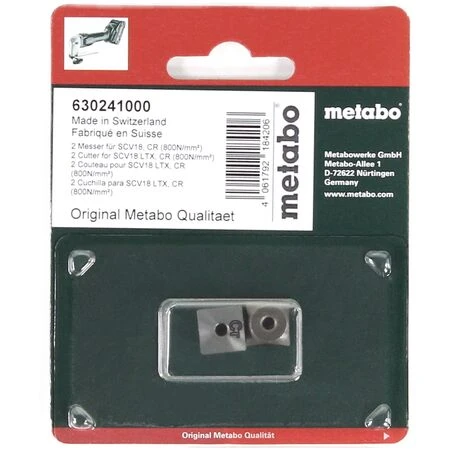 630241000
Made in Switzerland
Fabriqué en Suisse
2 Messer für SCV18, CR (800N/mm²)
2 Cutter for SCV18 LTX, CR (800N/mm²)
2 Couteau pour SCV18 LTX, CR
(800N/mm²)
2 Cuchilla para SCV18 LTX, CR
(800N/mm²)
Original Metabo Qualitaet
metabo
4 061792 184206
metabo
Metabowerke GmbH
Metabo-Allee 1
D-72622 Nürtingen
Germany
www.metabo.com
Cr
Original Metabo Qualität